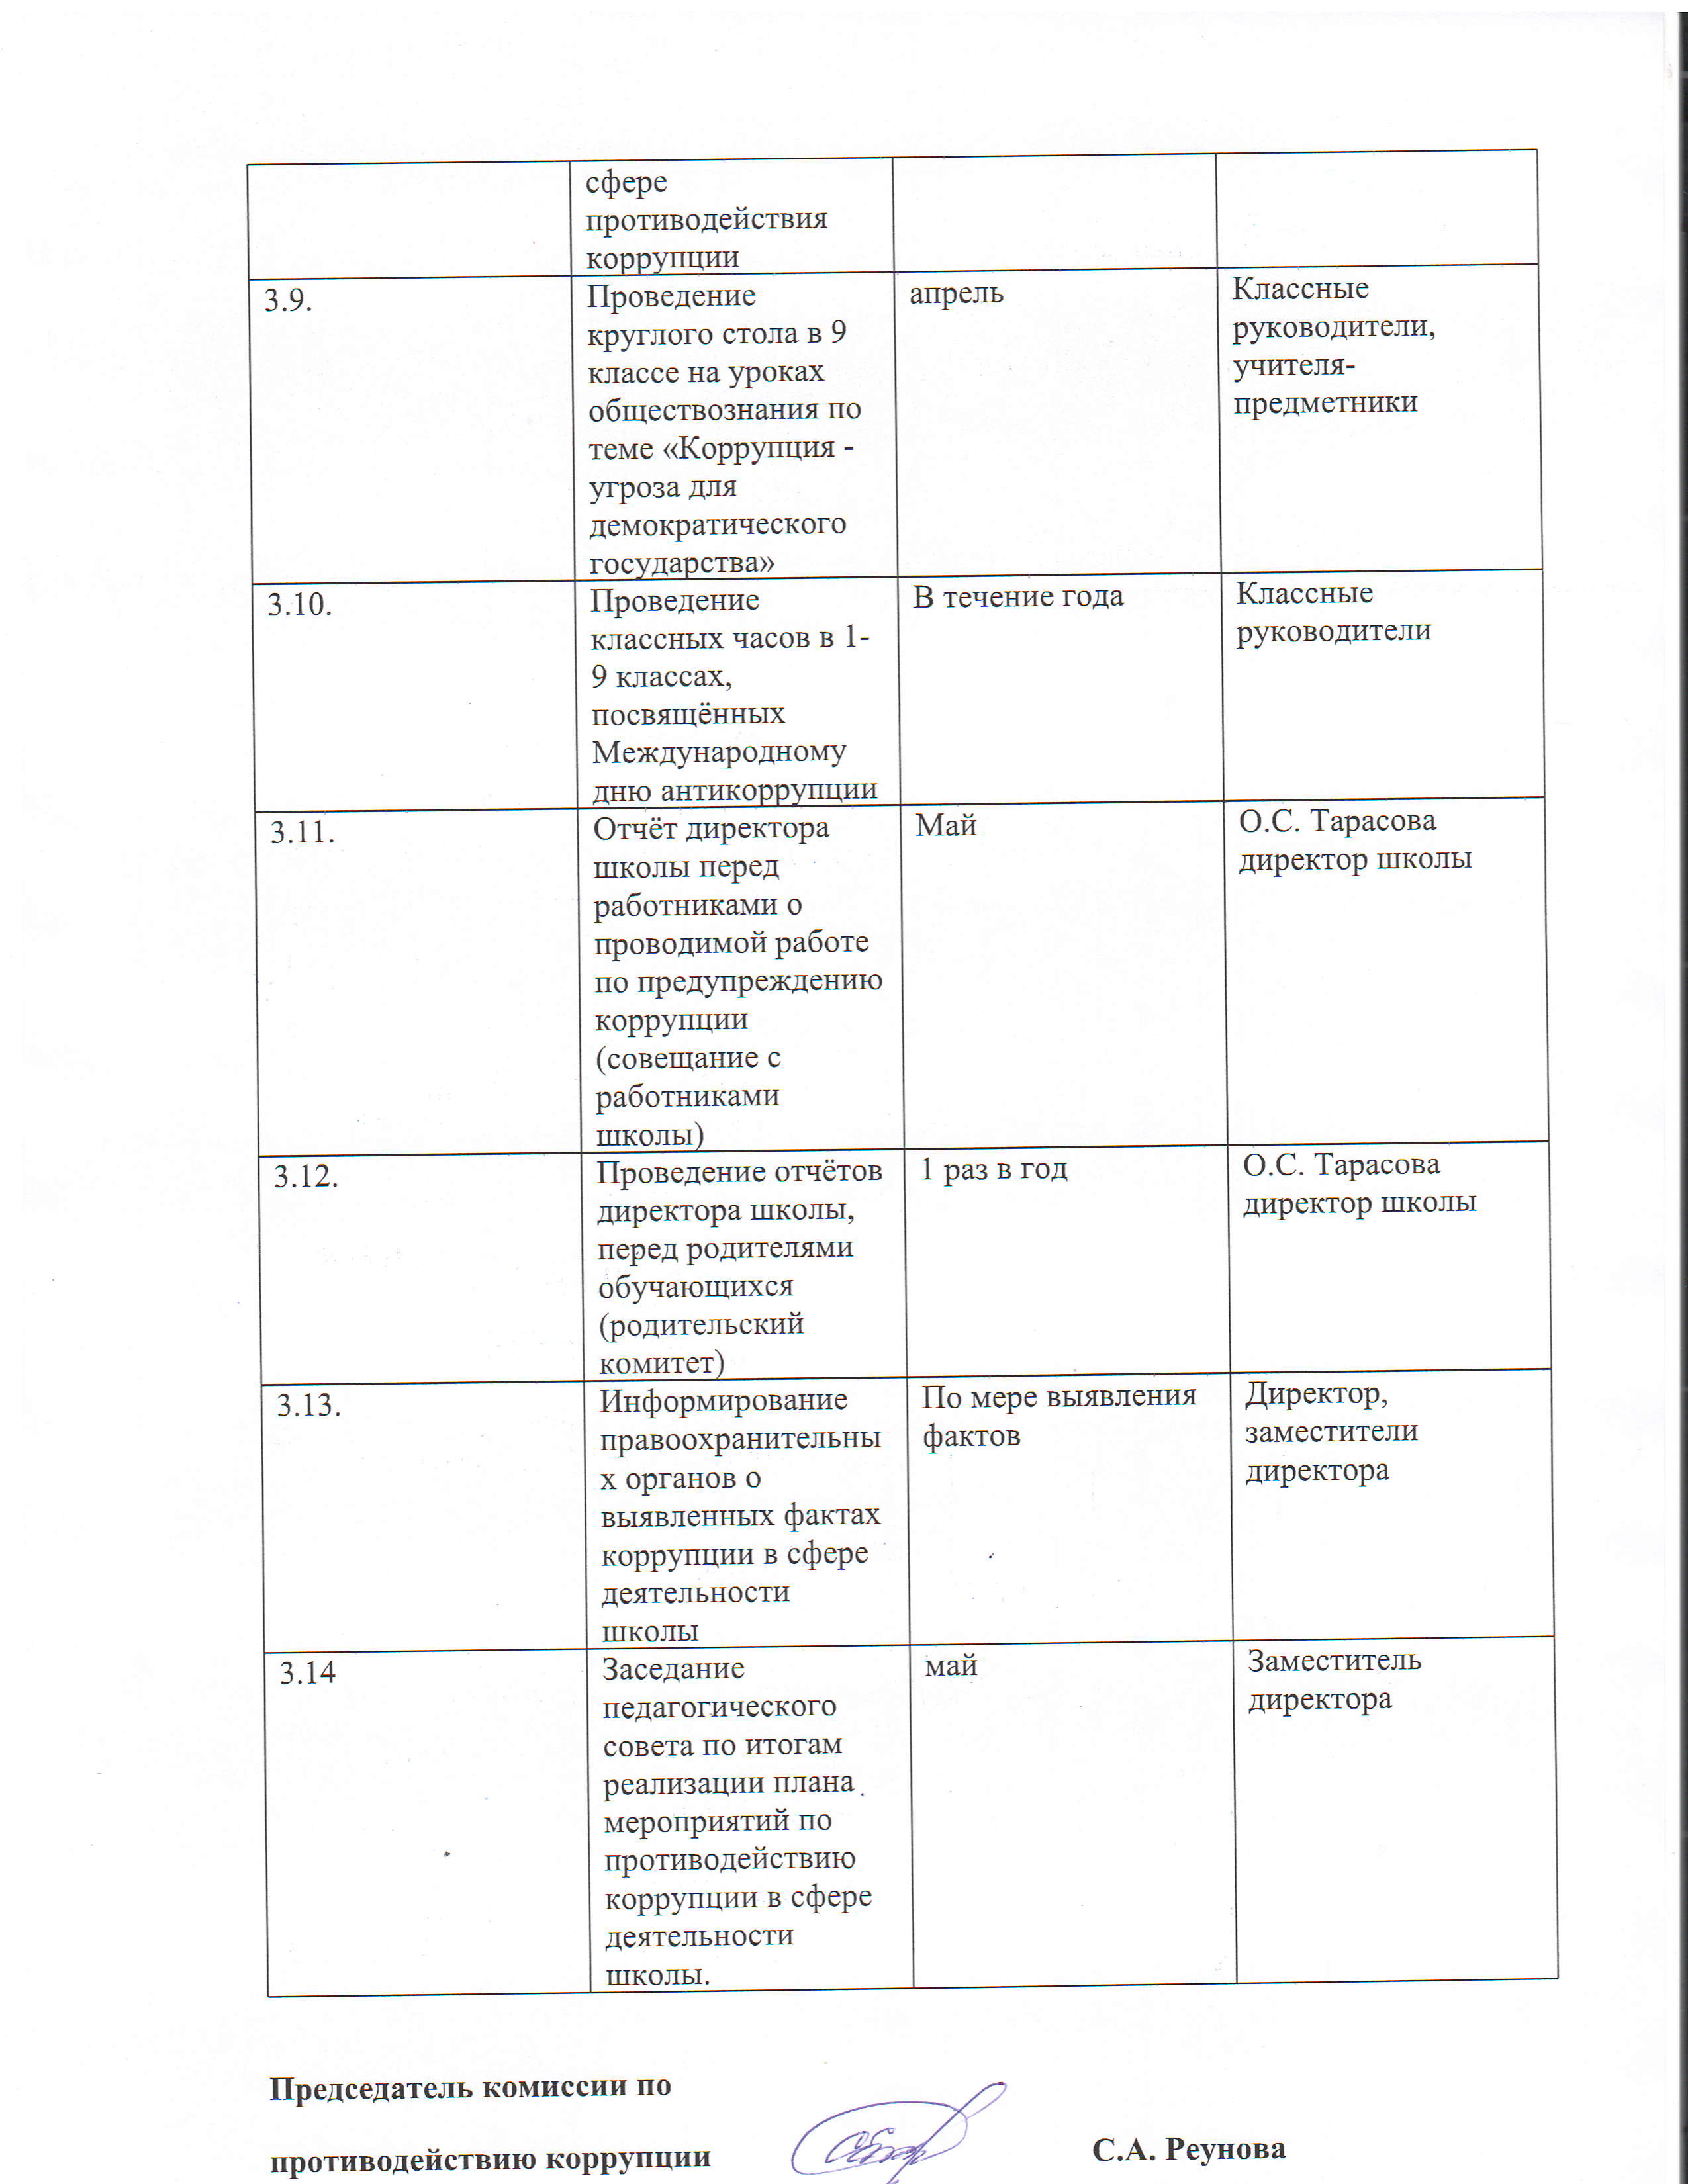 сфере
противодействия
коррупции
3.9.
Проведение
круглого стола в 9
классе на уроках
обществознания по
теме «Коррупция -
угроза для
демократического
государства»
апрель
Классные
руководители,
учителя-
предметники
3.10.
Проведение
классных часов в 1-
9 классах,
посвящённых
Международному
дню антикоррупции
В течение года
Классные
руководители
3.11.
Отчёт директора
школы перед
работниками о
проводимой работе
по предупреждению
коррупции
(совещание с
работниками
школы)
Май
О.С. Тарасова
директор школы
3.12.
Проведение отчётов
директора школы,
перед родителями
обучающихся
(родительский
комитет)
1 раз в год
О.С. Тарасова
директор школы
3.13.
Информирование
правоохранительны
х органов о
выявленных фактах
коррупции в сфере
деятельности
школы
По мере выявления
фактов
Директор,
заместители
директора
3.14
Заседание
педагогического
совета по итогам
реализации плана
мероприятий по
противодействию
коррупции в сфере
деятельности
школы.
май
Заместитель
директора
Председатель комиссии по
противодействию коррупции
С.А. Реунова